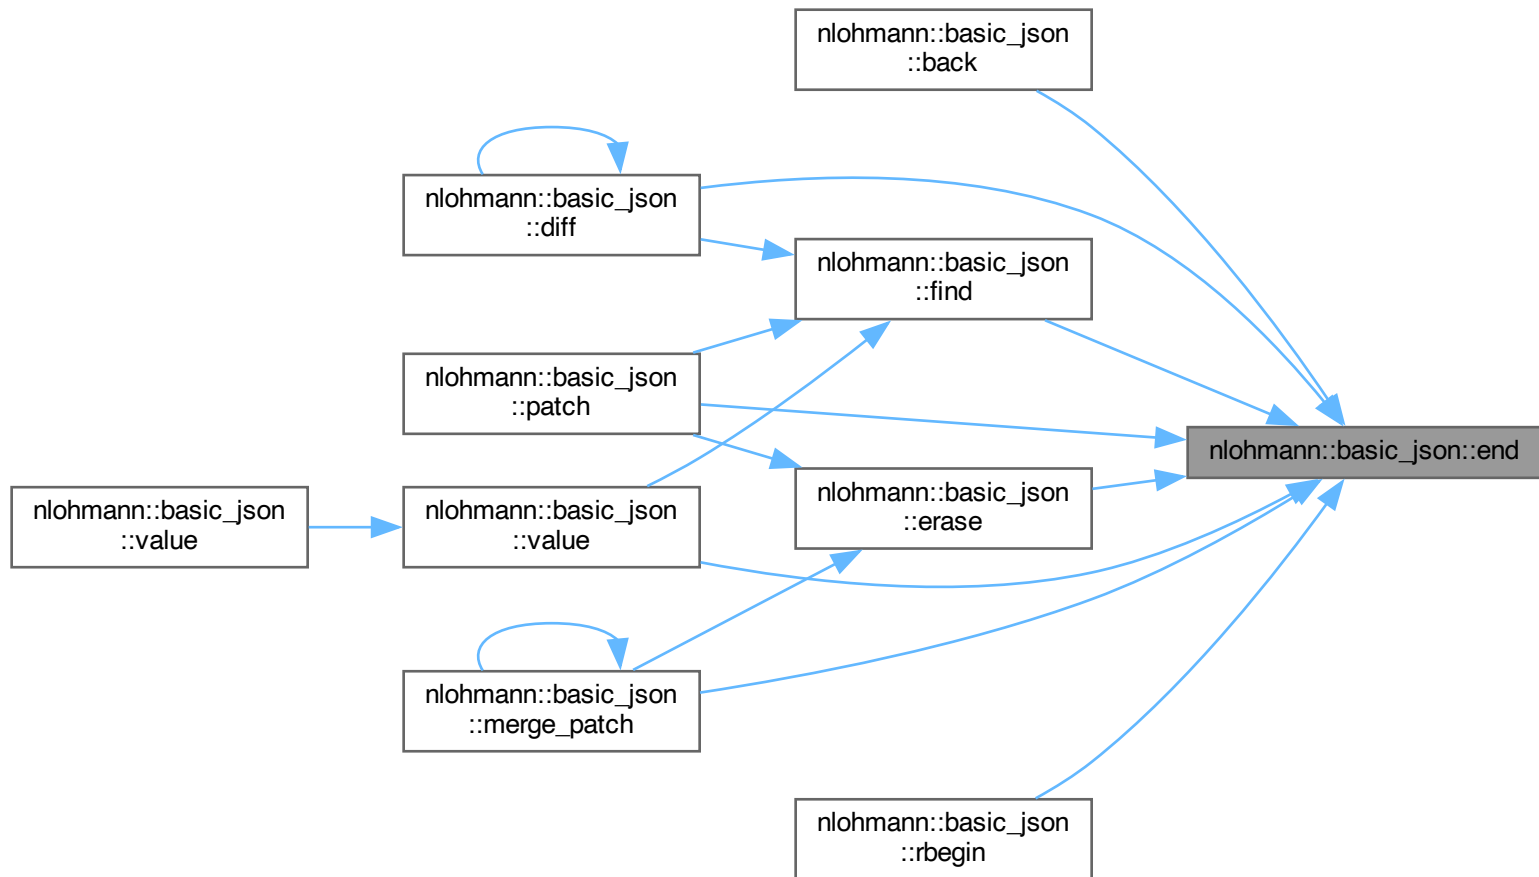 nlohmann::basic_json
::back
nlohmann::basic_json
::diff
nlohmann::basic_json
::find
nlohmann::basic_json
::patch
nlohmann::basic_json::end
nlohmann::basic_json
::value
nlohmann::basic_json
::value
nlohmann::basic_json
::erase
nlohmann::basic_json
::merge_patch
nlohmann::basic_json
::rbegin